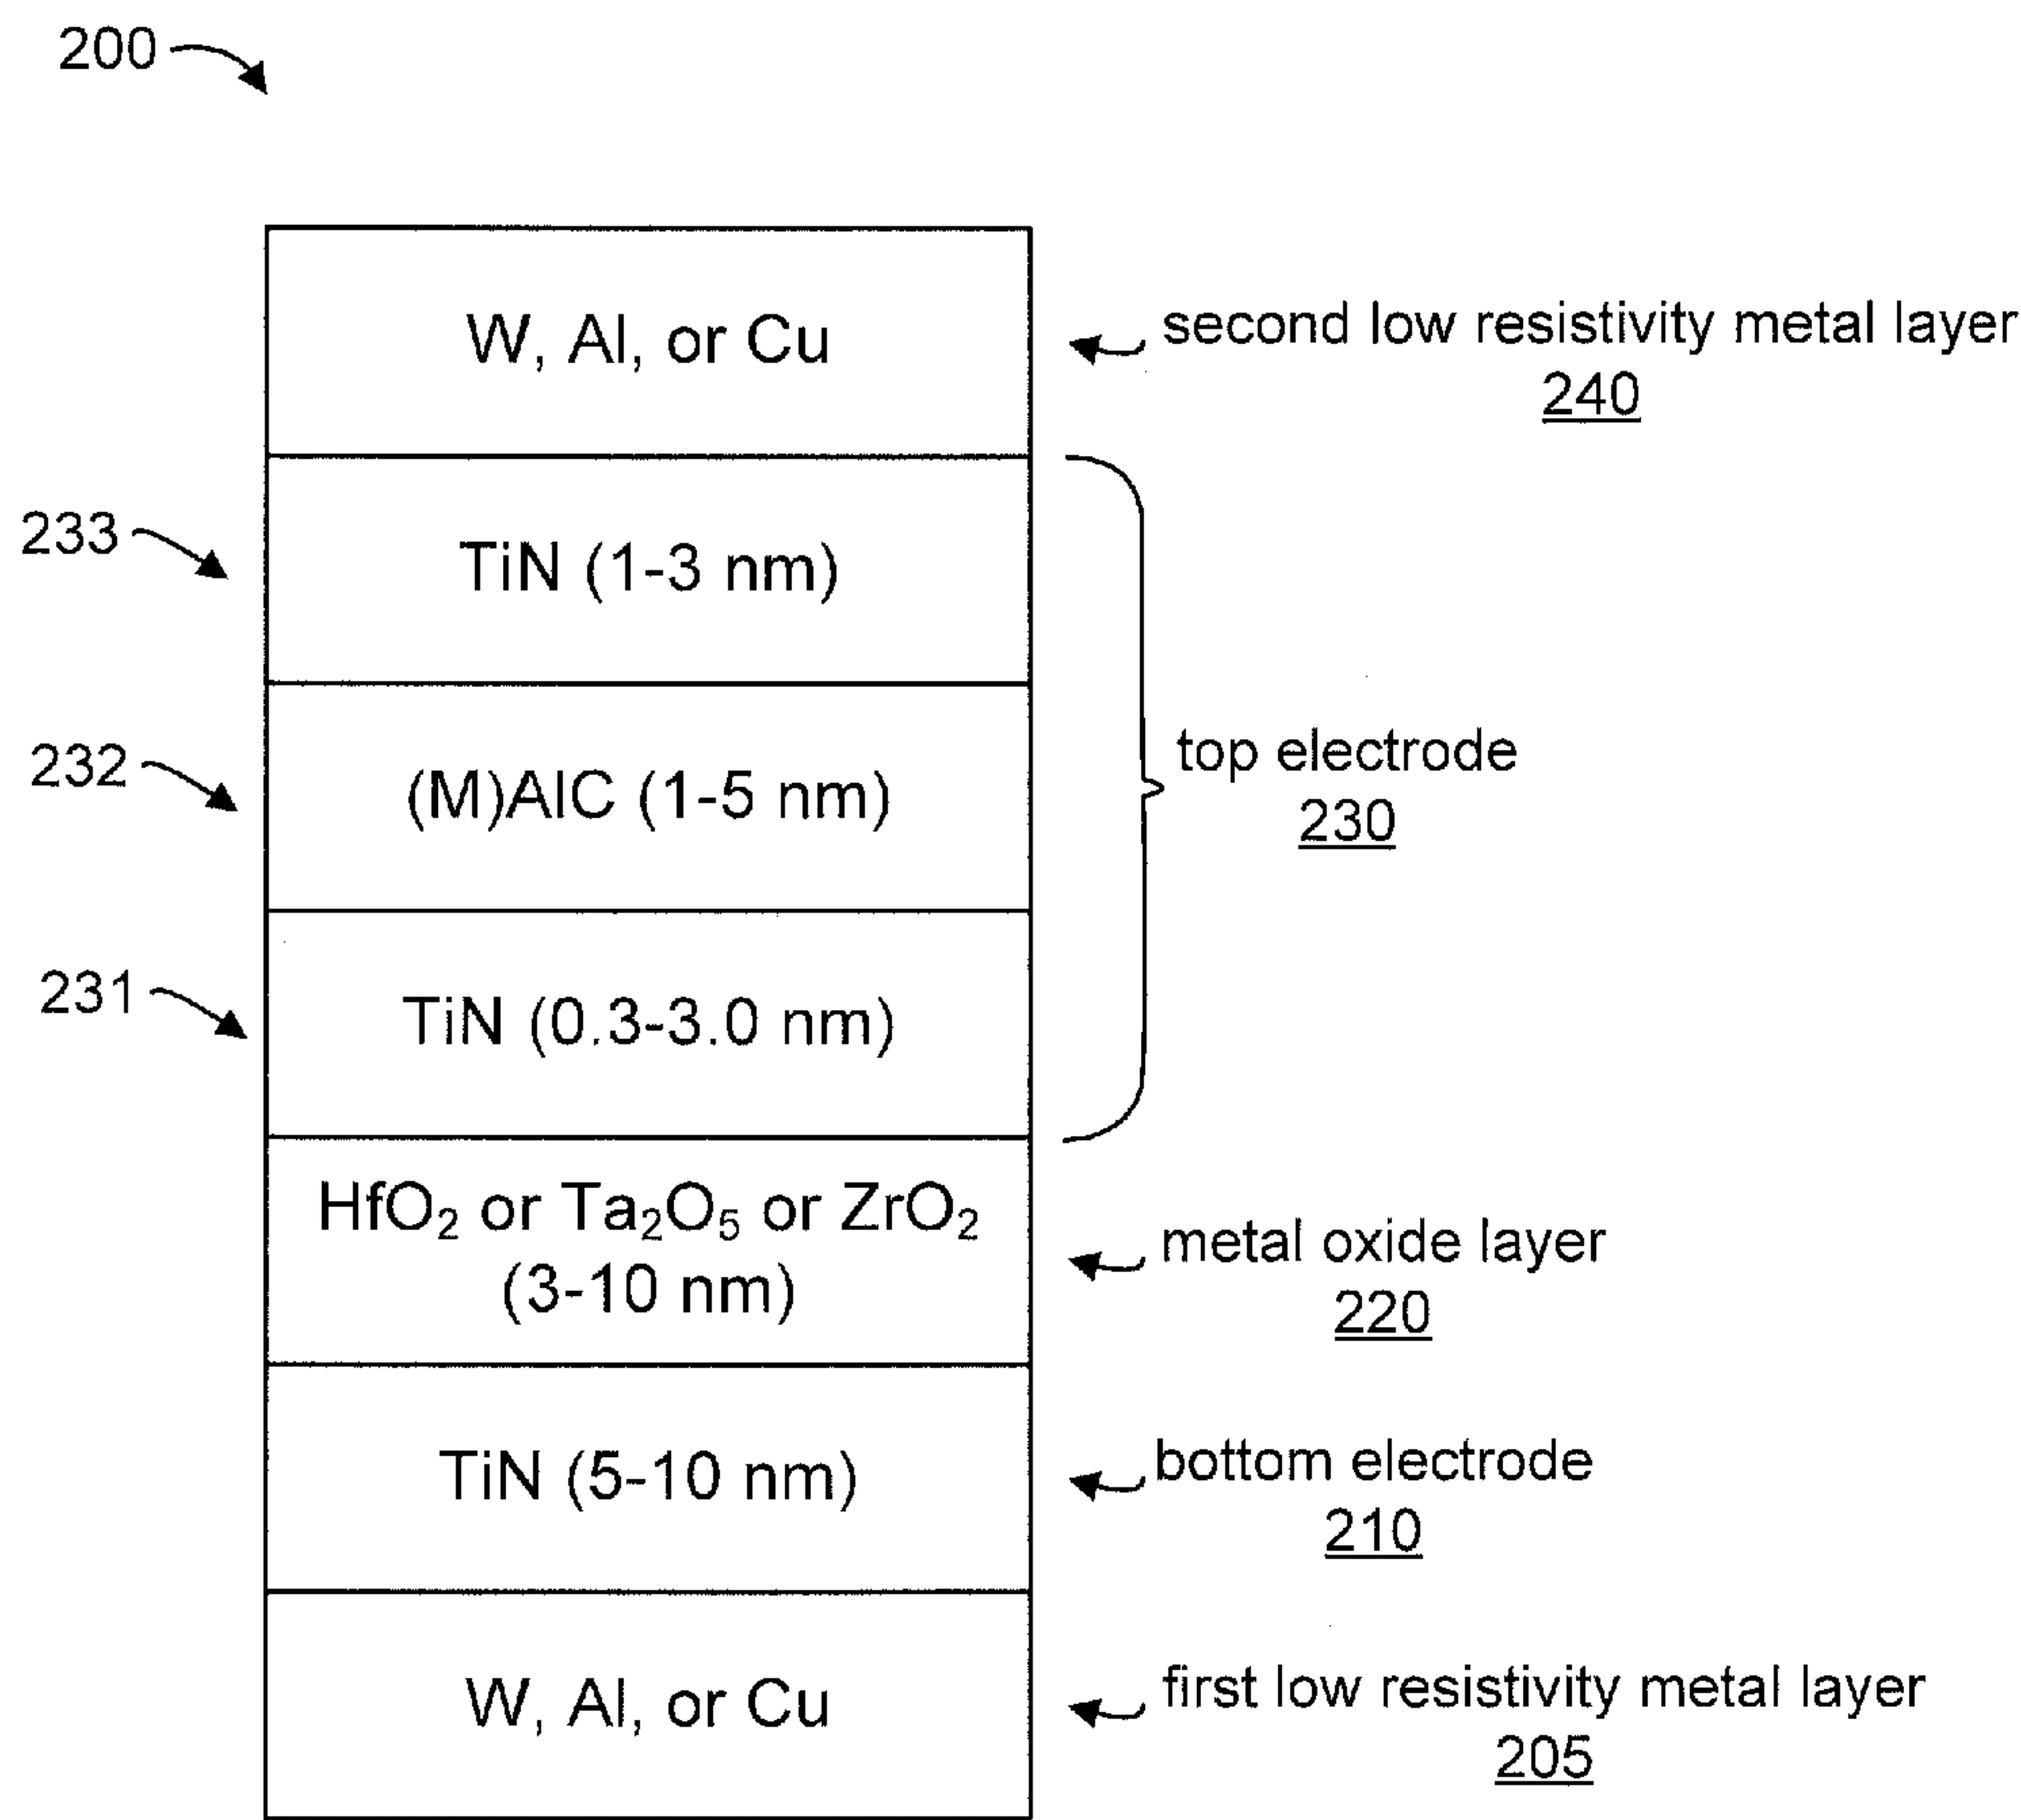 200
W, Al, or Cu
second low resistivity metal layer
240
233
TiN (1-3 nm)
232
(M)AlC (1-5 nm)
top electrode
230
231
TiN (0.3-3.0 nm)
HfO₂ or Ta₂O₅ or ZrO₂
(3-10 nm)
metal oxide layer
220
TiN (5-10 nm)
bottom electrode
210
W, Al, or Cu
first low resistivity metal layer
205